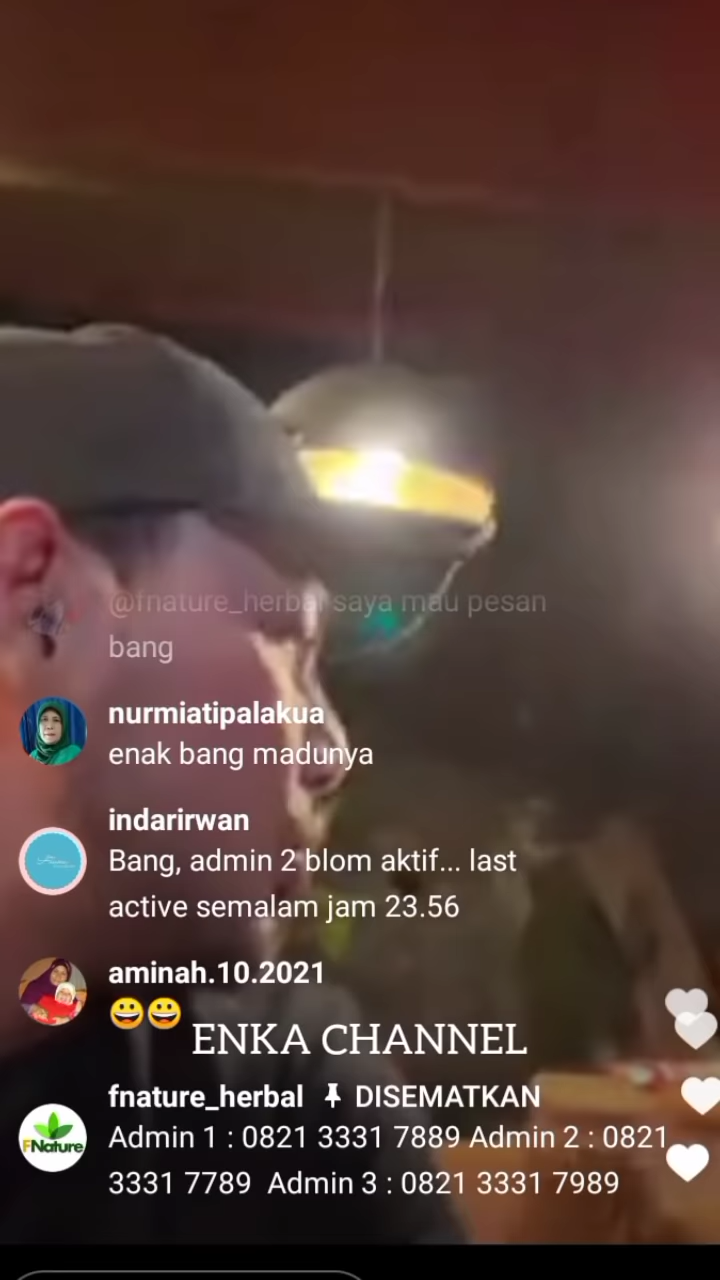 @fnature_herbal saya mau pesan
bang
nurmiatipalakua
enak bang madunya
indarirwan
Bang, admin 2 blom aktif... last
active semalam jam 23.56
aminah.10.2021
😀😀
ENKA CHANNEL
fnature_herbal 📌 DISEMATKAN
FNature
Admin 1 : 0821 3331 7889 Admin 2 : 0821
3331 7789 Admin 3 : 0821 3331 7989